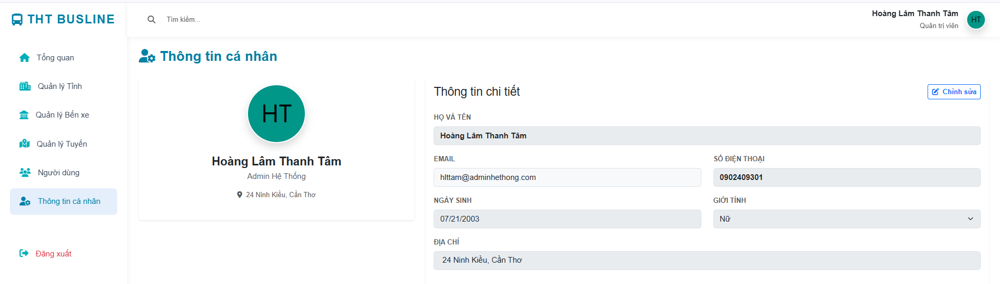 THT BUSLINE
Tìm kiếm...
Hoàng Lâm Thanh Tâm
Quản trị viên
HT
Tổng quan
Quản lý Tỉnh
Quản lý Bến xe
Quản lý Tuyến
Người dùng
Thông tin cá nhân
Đăng xuất
Thông tin cá nhân
HT
Hoàng Lâm Thanh Tâm
Admin Hệ Thống
24 Ninh Kiều, Cần Thơ
Thông tin chi tiết
Chỉnh sửa
HỌ VÀ TÊN
Hoàng Lâm Thanh Tâm
EMAIL
hlttam@adminhethong.com
SỐ ĐIỆN THOẠI
0902409301
NGÀY SINH
07/21/2003
GIỚI TÍNH
Nữ
ĐỊA CHỈ
24 Ninh Kiều, Cần Thơ